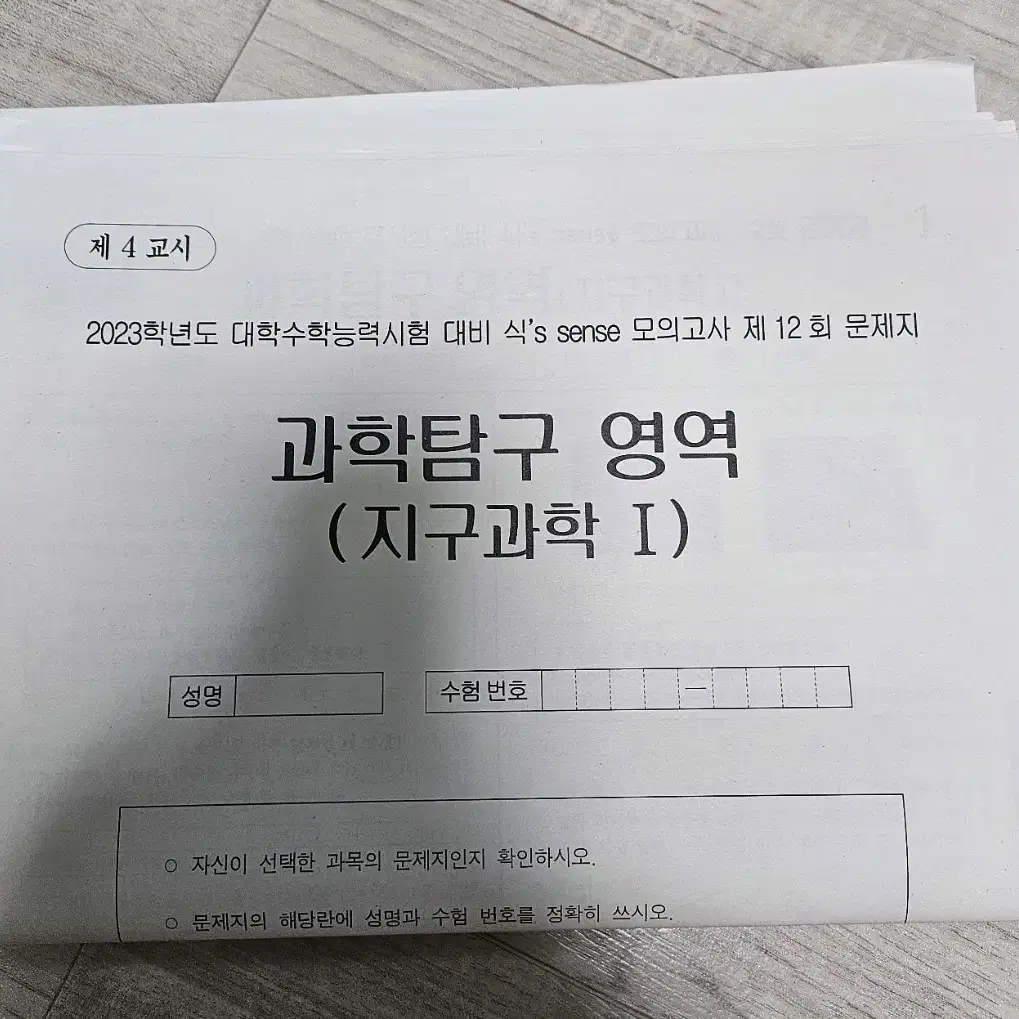 제 4 교시
2023학년도 대학수학능력시험 대비 식's sense 모의고사 제 12 회 문제지
과학탐구 영역
(지구과학 I)
성명
수험 번호 –
○ 자신이 선택한 과목의 문제지인지 확인하시오.
○ 문제지의 해당란에 성명과 수험 번호를 정확히 쓰시오.